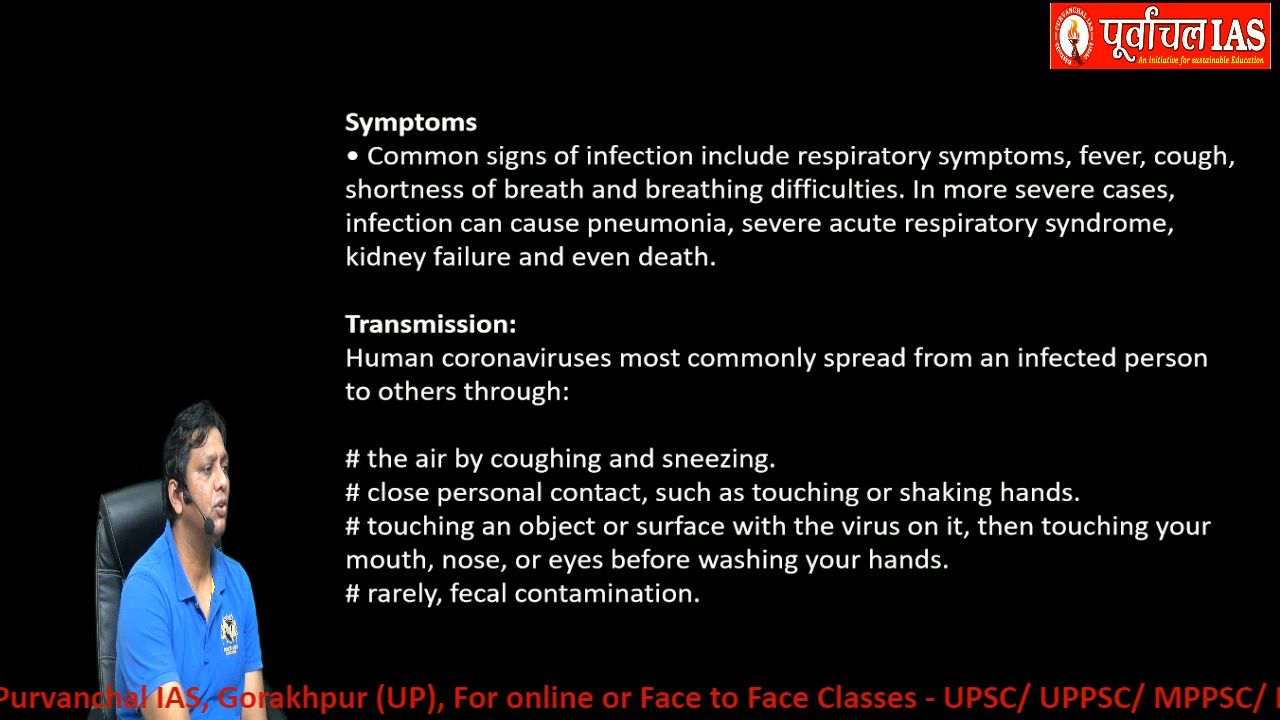 पूर्वांचल IAS
An Initiative for sustainable Education
Symptoms
• Common signs of infection include respiratory symptoms, fever, cough,
shortness of breath and breathing difficulties. In more severe cases,
infection can cause pneumonia, severe acute respiratory syndrome,
kidney failure and even death.
Transmission:
Human coronaviruses most commonly spread from an infected person
to others through:
# the air by coughing and sneezing.
# close personal contact, such as touching or shaking hands.
# touching an object or surface with the virus on it, then touching your
mouth, nose, or eyes before washing your hands.
# rarely, fecal contamination.
Purvanchal IAS, Gorakhpur (UP), For online or Face to Face Classes - UPSC/ UPPSC/ MPPSC/